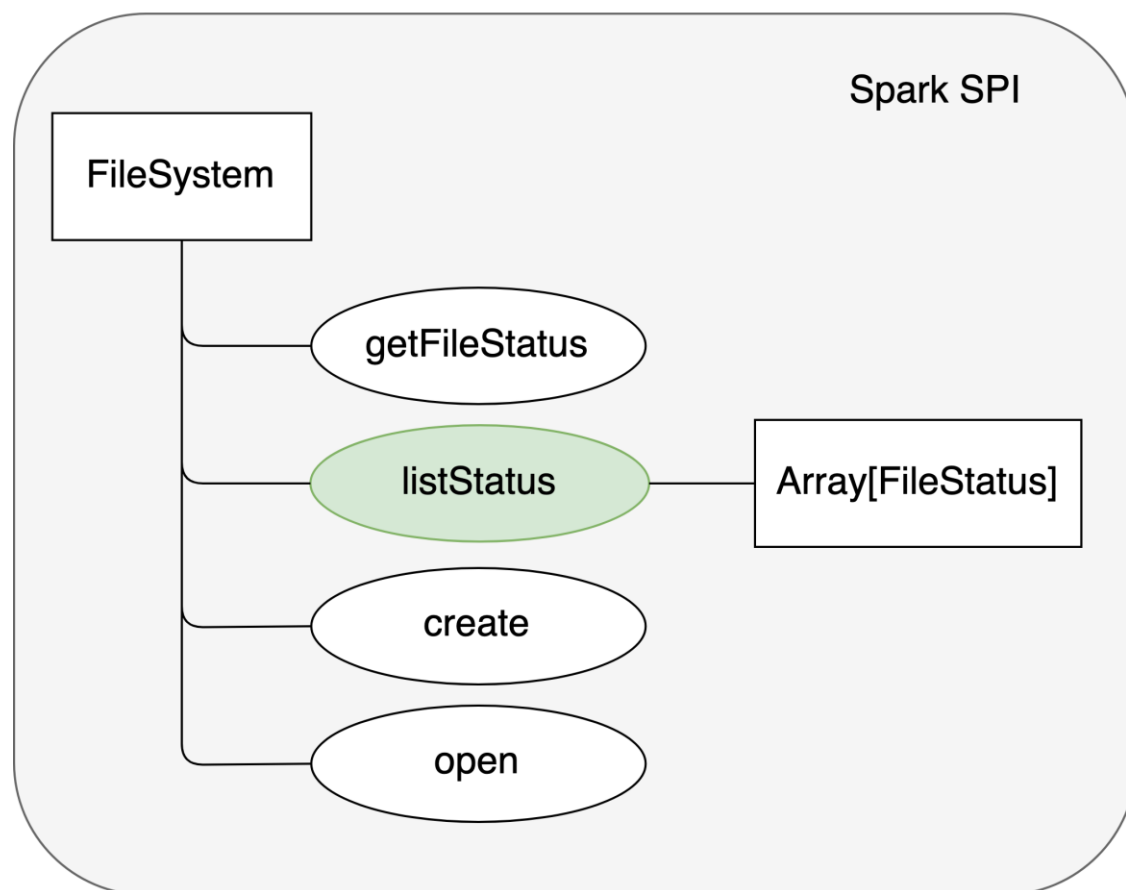 Spark SPI
FileSystem
getFileStatus
listStatus
Array[FileStatus]
create
open